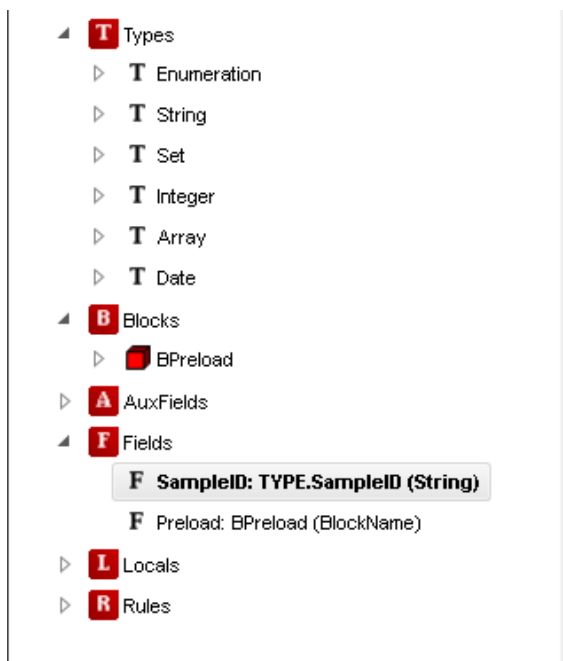 T Types
T Enumeration
T String
T Set
T Integer
T Array
T Date
B Blocks
BPreload
A AuxFields
F Fields
F SampleID: TYPE.SampleID (String)
F Preload: BPreload (BlockName)
L Locals
R Rules